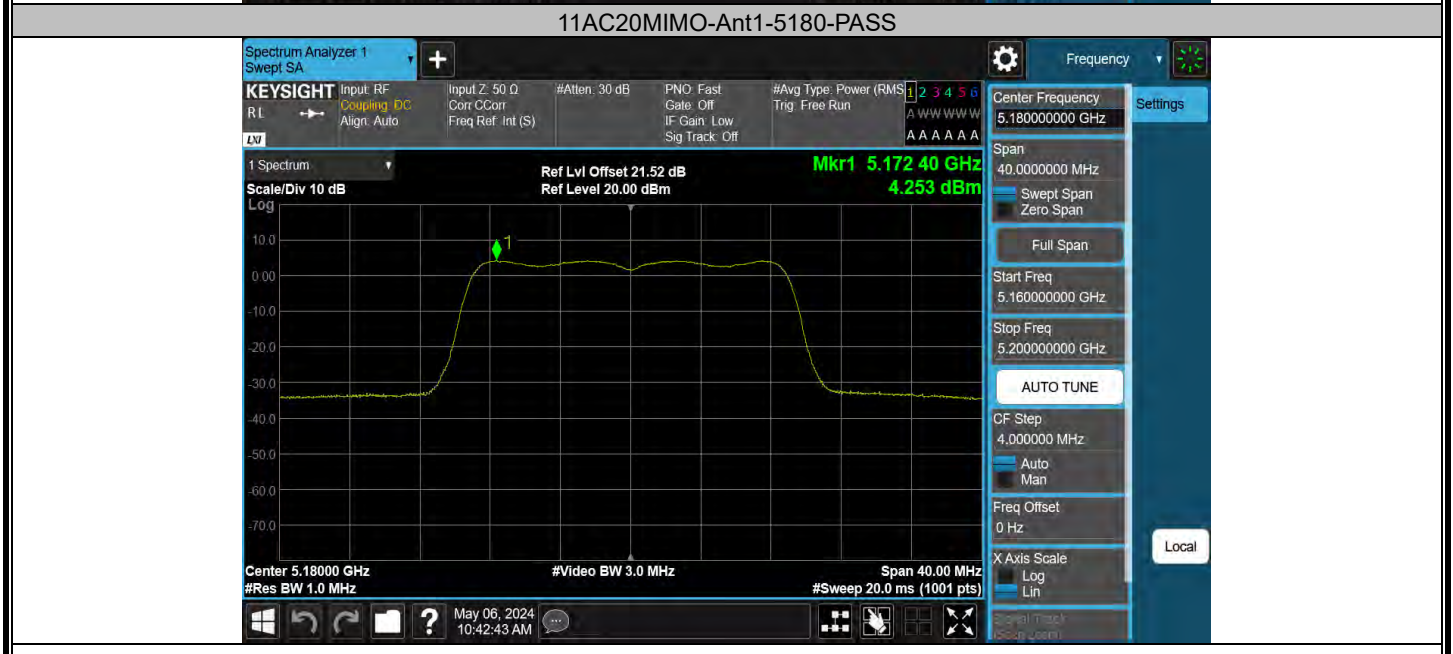 11AC20MIMO-Ant1-5180-PASS
Spectrum Analyzer 1
Swept SA
+
Frequency
KEYSIGHT
RL
LXI
Input: RF
Coupling: DC
Align: Auto
Input Z: 50 Ω
Corr CCorr
Freq Ref: Int (S)
#Atten: 30 dB
PNO: Fast
Gate: Off
IF Gain: Low
Sig Track: Off
#Avg Type: Power (RMS
Trig: Free Run
1 2 3 4 5 6
A W W W W W
A A A A A A
Center Frequency
5.180000000 GHz
Settings
Span
40.0000000 MHz
Swept Span
Zero Span
Full Span
Start Freq
5.160000000 GHz
Stop Freq
5.200000000 GHz
AUTO TUNE
CF Step
4.000000 MHz
Auto
Man
Freq Offset
0 Hz
X Axis Scale
Log
Lin
Local
1 Spectrum
Scale/Div 10 dB
Log
Ref Lvl Offset 21.52 dB
Ref Level 20.00 dBm
Mkr1 5.172 40 GHz
4.253 dBm
1
10.0
0.00
-10.0
-20.0
-30.0
-40.0
-50.0
-60.0
-70.0
Center 5.18000 GHz
#Res BW 1.0 MHz
#Video BW 3.0 MHz
Span 40.00 MHz
#Sweep 20.0 ms (1001 pts)
?
May 06, 2024
10:42:43 AM